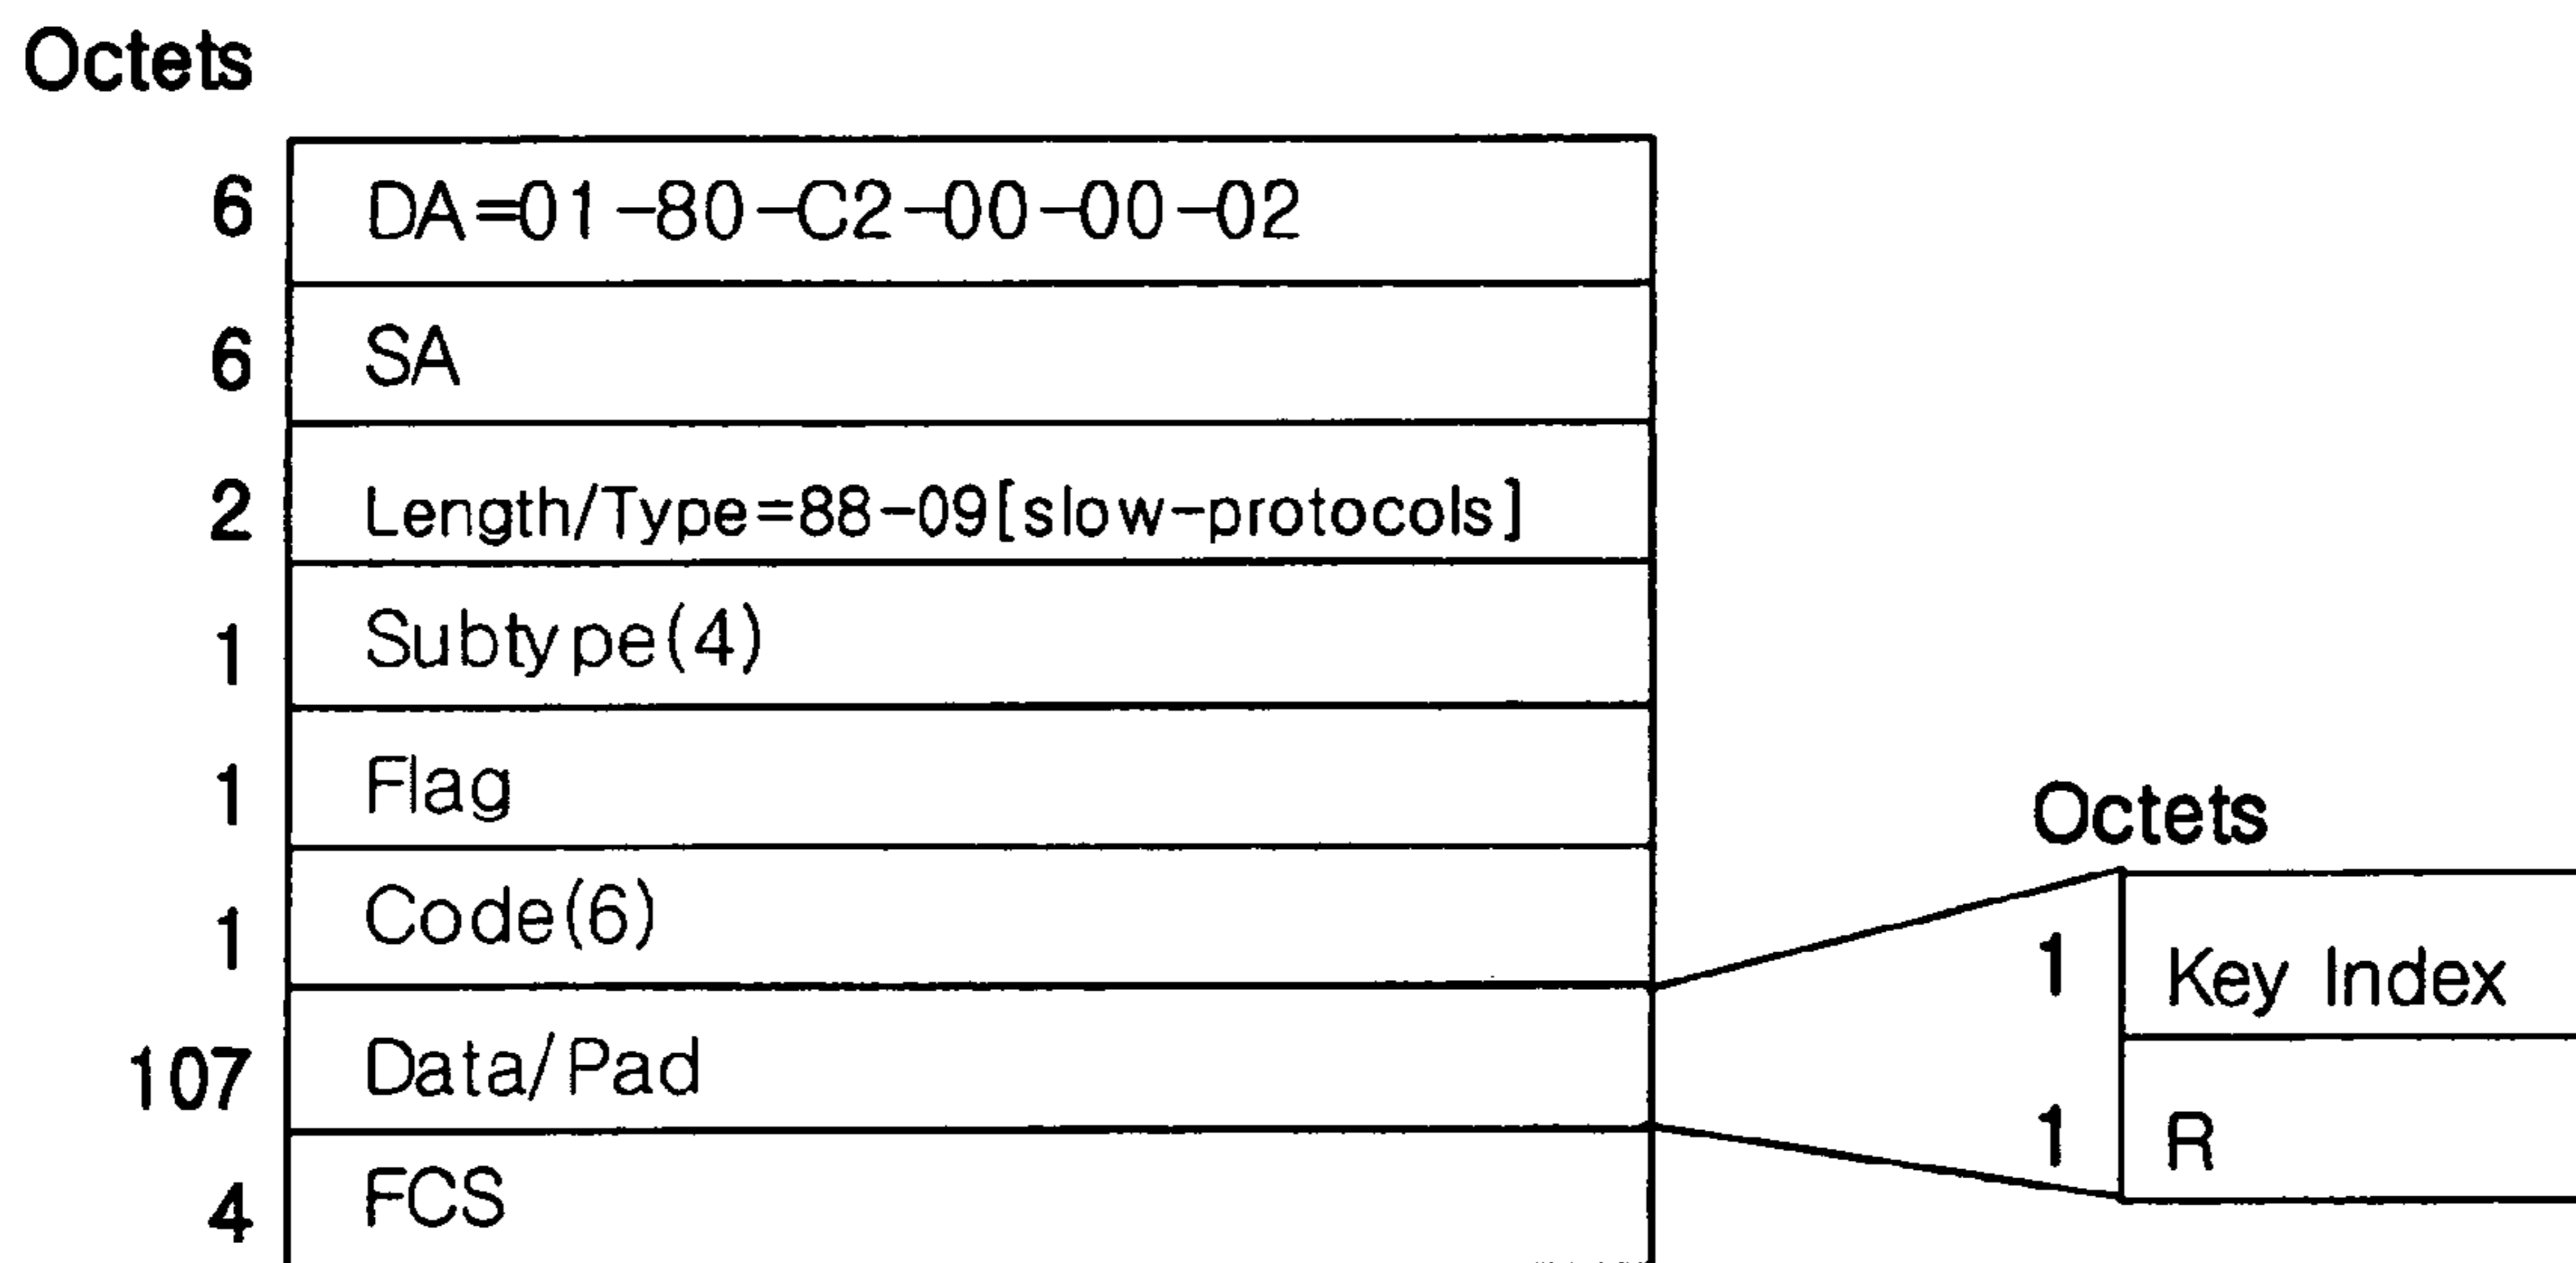 Octets
6 DA=01-80-C2-00-00-02
6 SA
2 Length/Type=88-09[slow-protocols]
1 Subtype(4)
1 Flag
1 Code(6)
107 Data/Pad
4 FCS
Octets
1 Key Index
1 R